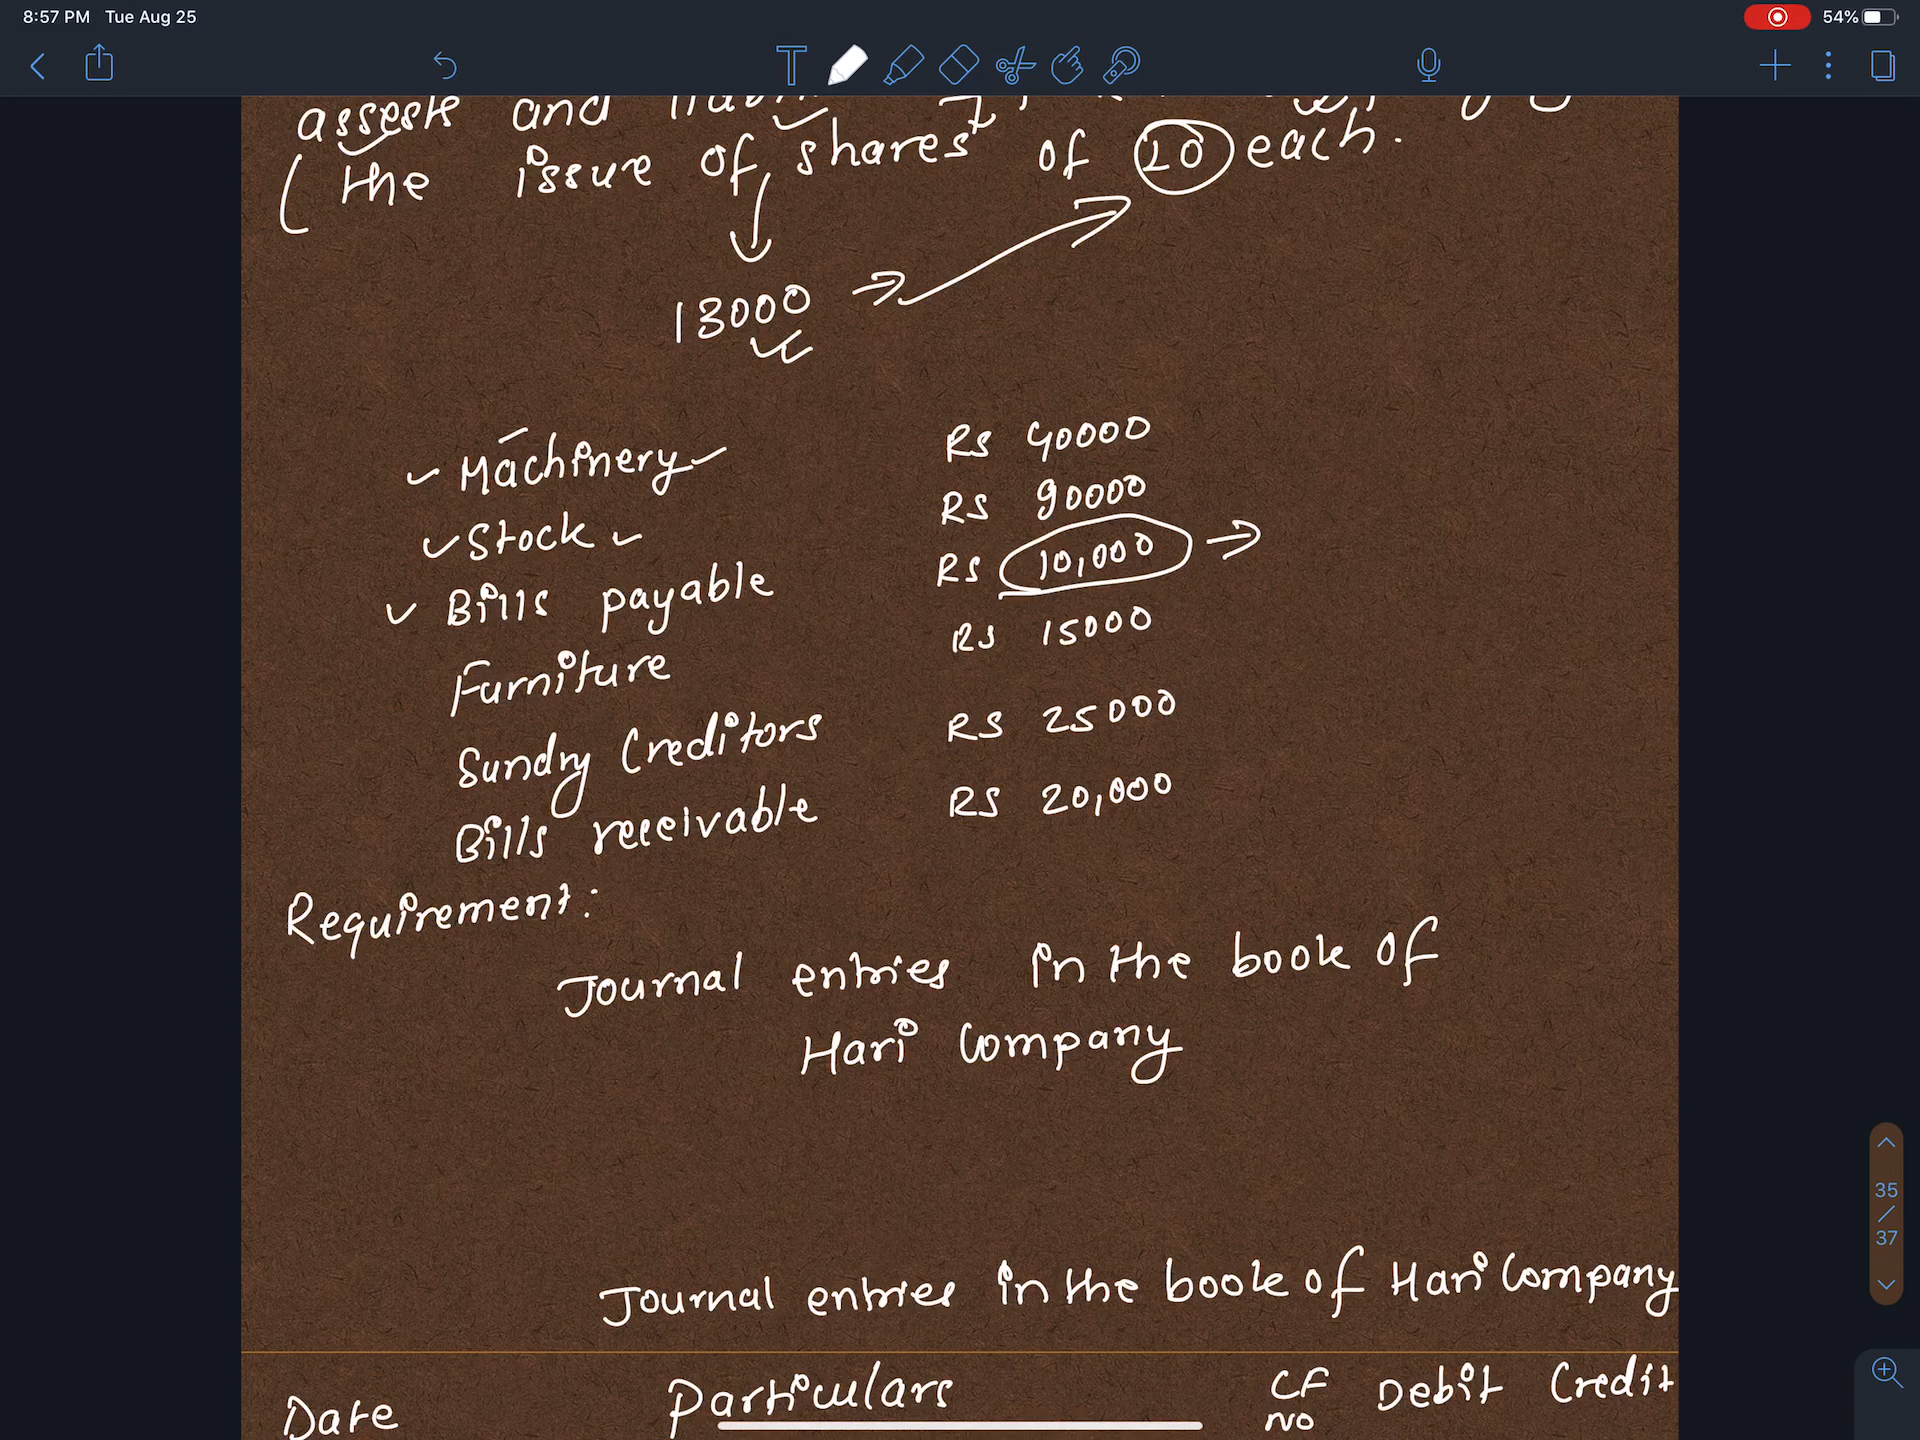 8:57 PM Tue Aug 25
54%
assests and
the issue of shares of 20 each.
13000
Machinery Rs 40000
Stock Rs 90000
Bills payable Rs 10,000
Furniture Rs 15000
Sundry Creditors Rs 25000
Bills receivable Rs 20,000
Requirement:
Journal entries in the book of
Hari Company
35
/
37
Journal entries in the book of Hari Company
Date Particulars CF NO Debit Credit